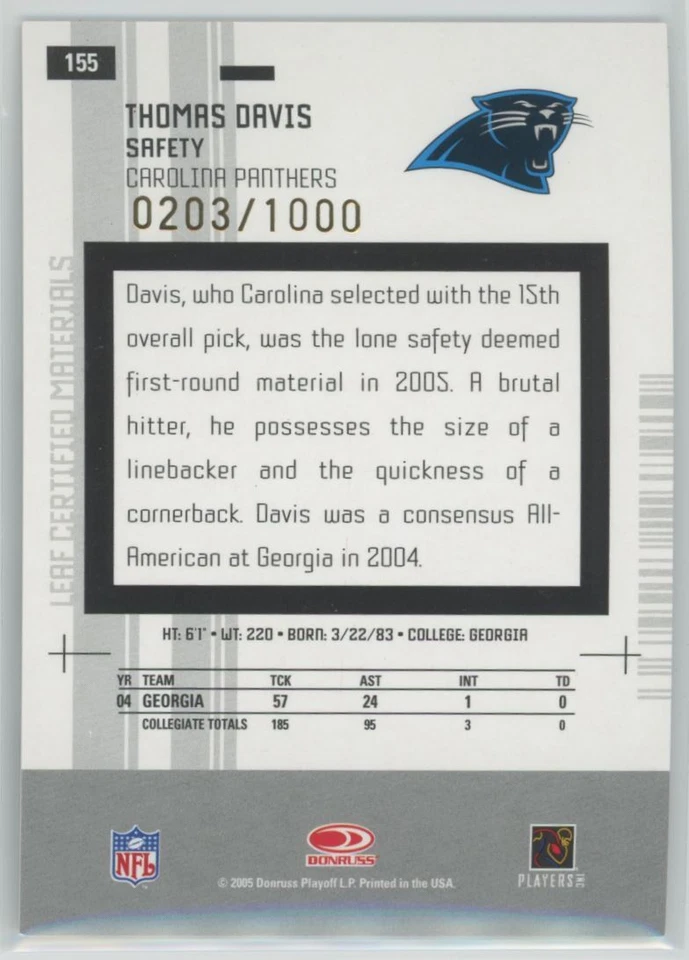 155
THOMAS DAVIS
SAFETY
CAROLINA PANTHERS
0203/1000
LEAF CERTIFIED MATERIALS
Davis, who Carolina selected with the 15th
overall pick, was the lone safety deemed
first-round material in 2005. A brutal
hitter, he possesses the size of a
linebacker and the quickness of a
cornerback. Davis was a consensus All-
American at Georgia in 2004.
HT: 6'1" • WT: 220 • BORN: 3/22/83 • COLLEGE: GEORGIA
YR TEAM TCK AST INT TD
04 GEORGIA 57 24 1 0
COLLEGIATE TOTALS 185 95 3 0
NFL
DONRUSS
PLAYERS INC
© 2005 Donruss Playoff L.P. Printed in the USA.